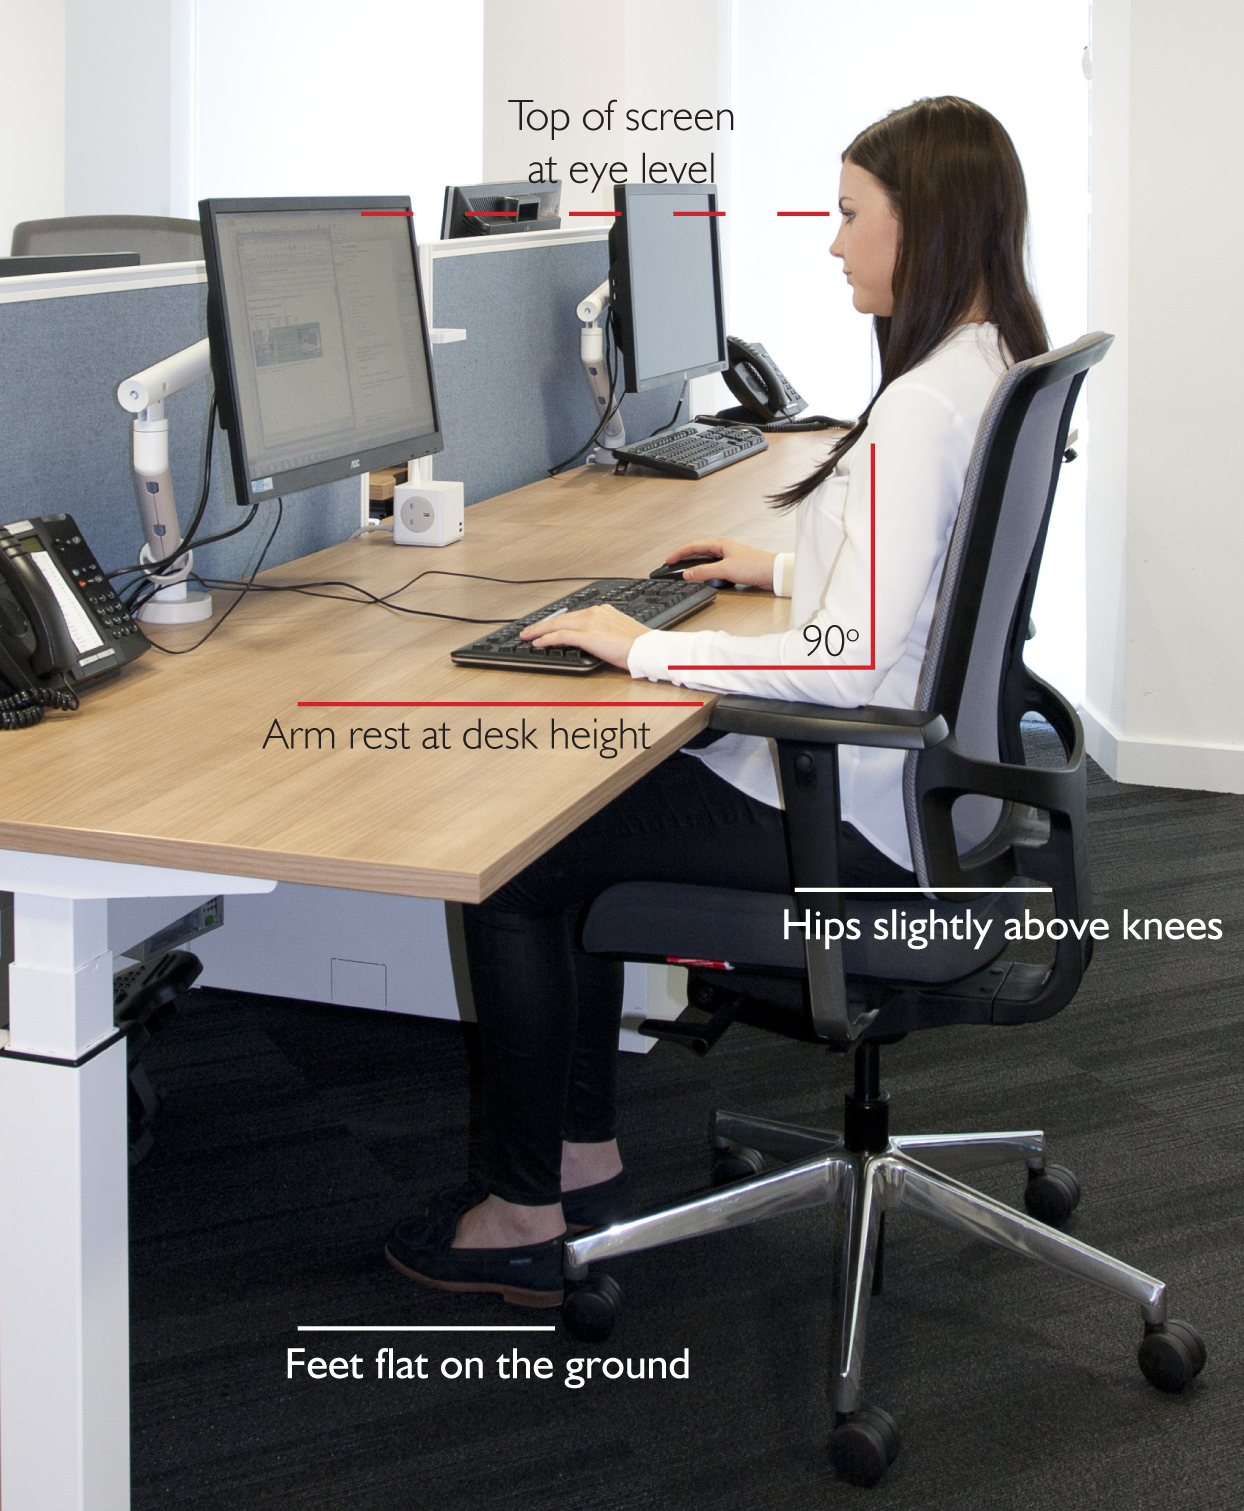 Top of screen
at eye level
AOC
90°
Arm rest at desk height
Hips slightly above knees
Feet flat on the ground